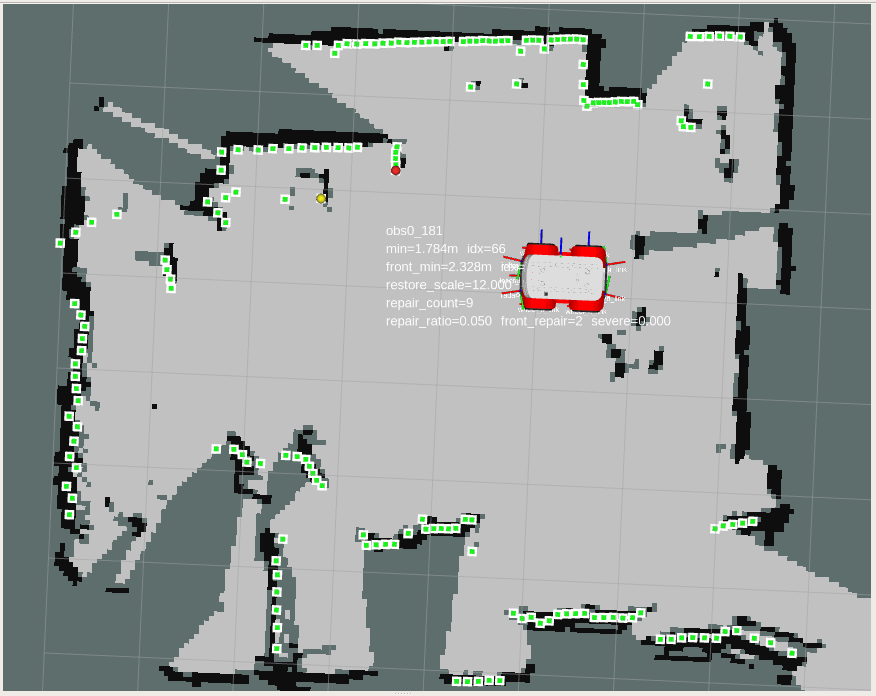 obs0_181
min=1.784m idx=66
front_min=2.328m
restore_scale=12.000
repair_count=9
repair_ratio=0.050 front_repair=2 severe=0.000